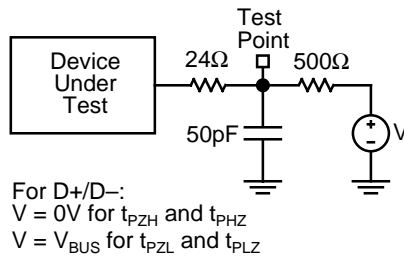 Test
Point
Device
Under
Test
24Ω
500Ω
50pF
+
−
V
For D+/D–:
V = 0V for tPZH and tPHZ
V = VBUS for tPZL and tPLZ